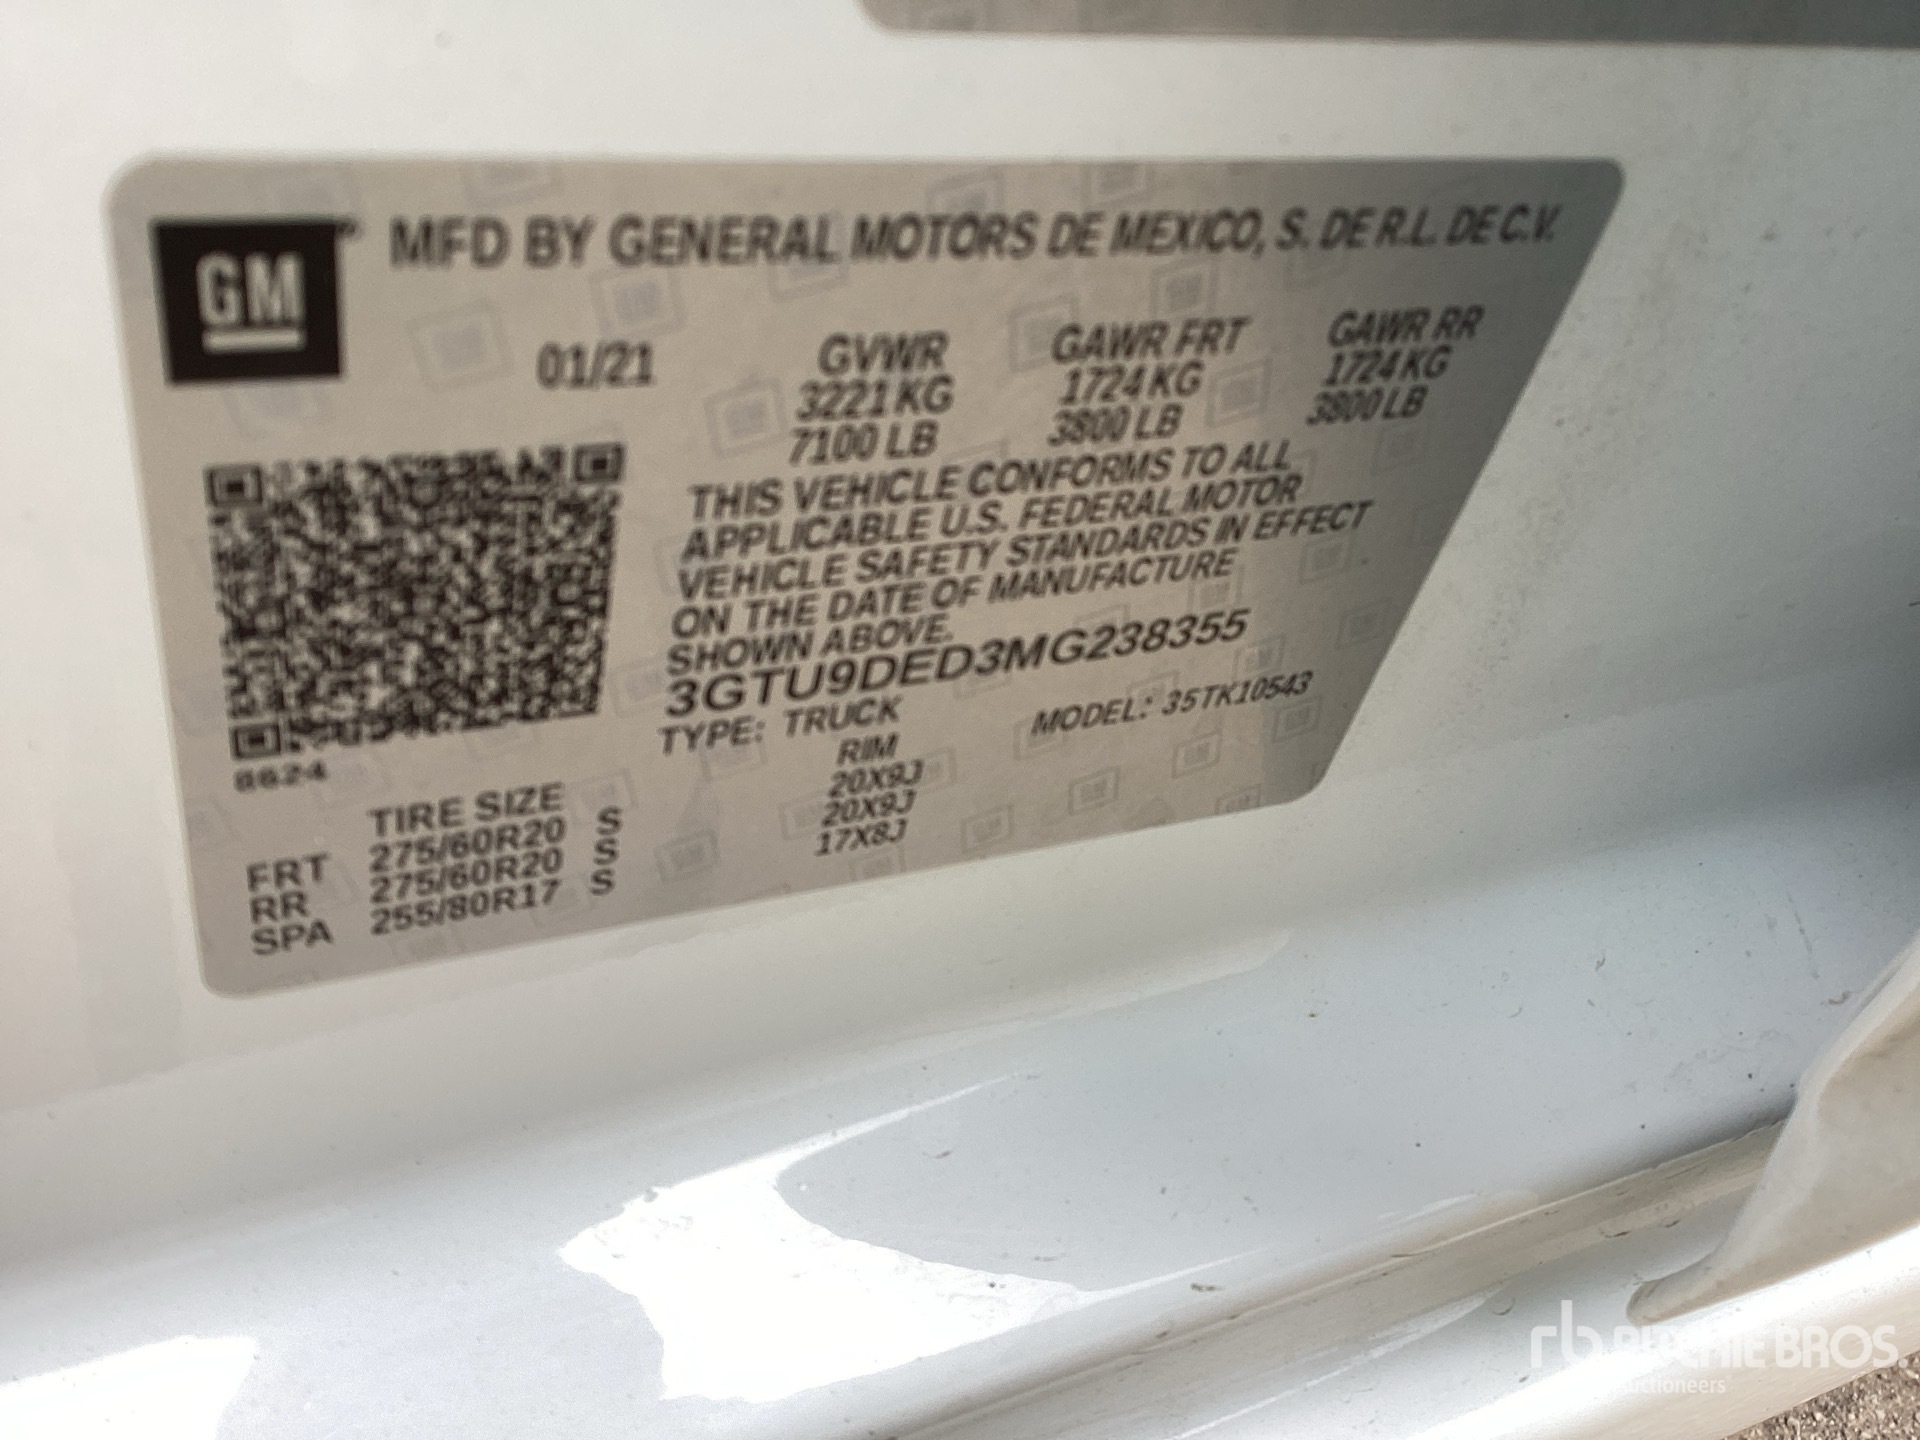 GM
MFD BY GENERAL MOTORS DE MEXICO, S. DE R.L. DE C.V.
01/21
GVWR
3221 KG
7100 LB
GAWR FRT
1724 KG
3800 LB
GAWR RR
1724 KG
3800 LB
THIS VEHICLE CONFORMS TO ALL
APPLICABLE U.S. FEDERAL MOTOR
VEHICLE SAFETY STANDARDS IN EFFECT
ON THE DATE OF MANUFACTURE
SHOWN ABOVE.
3GTU9DED3MG238355
TYPE: TRUCK
MODEL: 35TK10543
8624
TIRE SIZE RIM
FRT 275/60R20 S 20X9J
RR 275/60R20 S 20X9J
SPA 255/80R17 S 17X8J
rb RITCHIE BROS.
Auctioneers